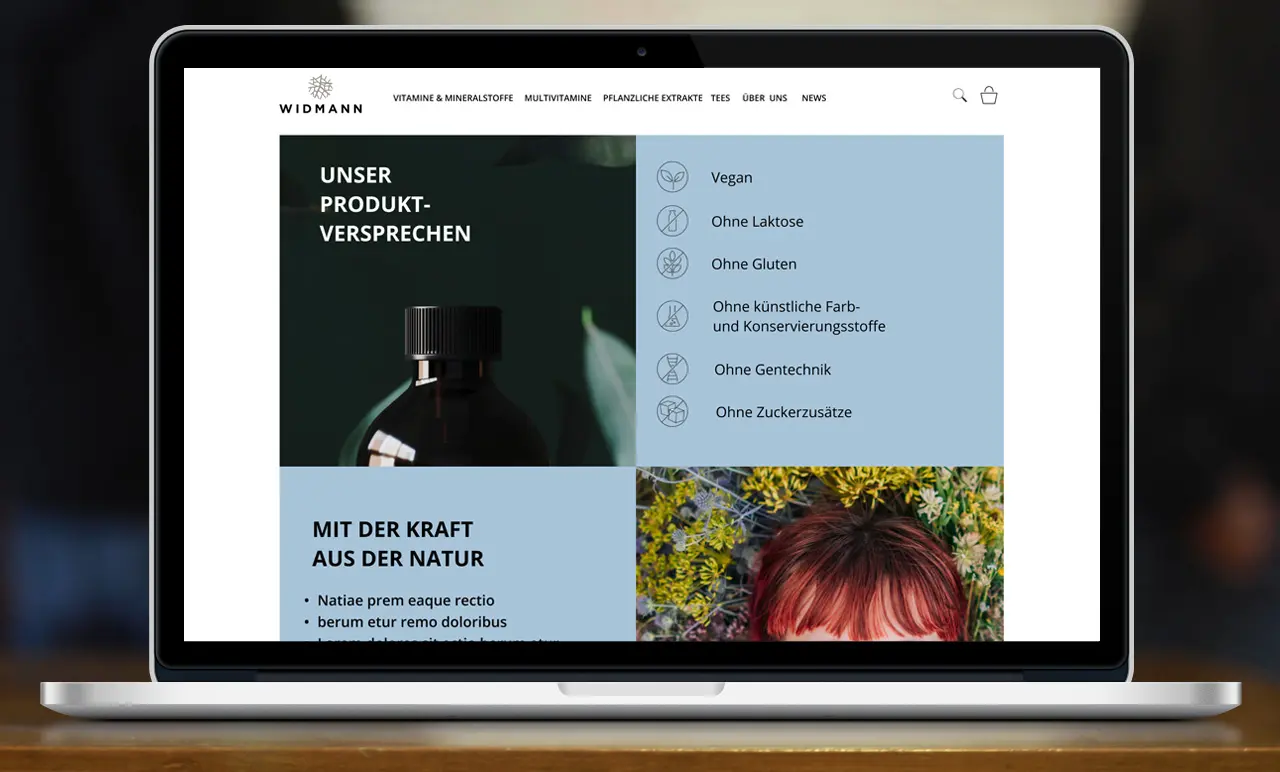 WIDMANN
VITAMINE & MINERALSTOFFE MULTIVITAMINE PFLANZLICHE EXTRAKTE TEES ÜBER UNS NEWS
UNSER
PRODUKT-
VERSPRECHEN
Vegan
Ohne Laktose
Ohne Gluten
Ohne künstliche Farb-
und Konservierungsstoffe
Ohne Gentechnik
Ohne Zuckerzusätze
MIT DER KRAFT
AUS DER NATUR
• Natiae prem eaque rectio
• berum etur remo doloribus